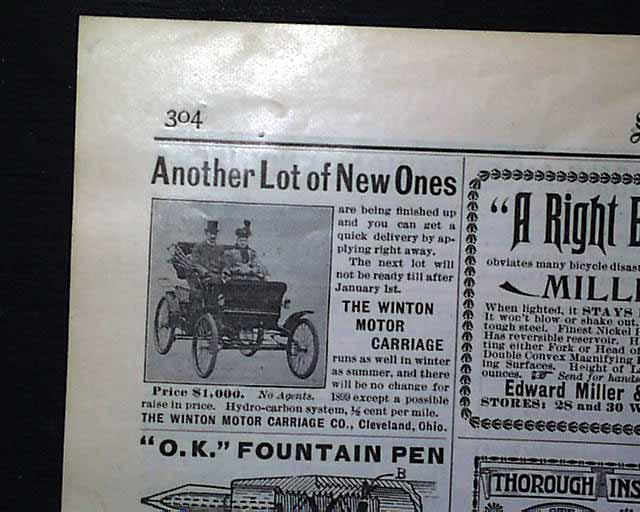 304
Another Lot of New Ones
are being finished up
and you can get a
quick delivery by ap-
plying right away.
The next lot will
not be ready till after
January 1st.
THE WINTON
MOTOR
CARRIAGE
runs as well in winter
as summer, and there
will be no change for
Price $1,000. No Agents. 1899 except a possible
raise in price. Hydro-carbon system, ½ cent per mile.
THE WINTON MOTOR CARRIAGE CO., Cleveland, Ohio.
"O.K." FOUNTAIN PEN
B
"A Right
obviates many bicycle disas
MILL
When lighted, it STAYS
It won't blow or shake out
tough steel. Finest Nickel
Has reversible reservoir. H
ting either Fork or Head o
Double Convex Magnifying
ing Surfaces. Height of L
ounces. ☞ Send for hand
Edward Miller &
STORES: 28 and 30 W
THOROUGH INS